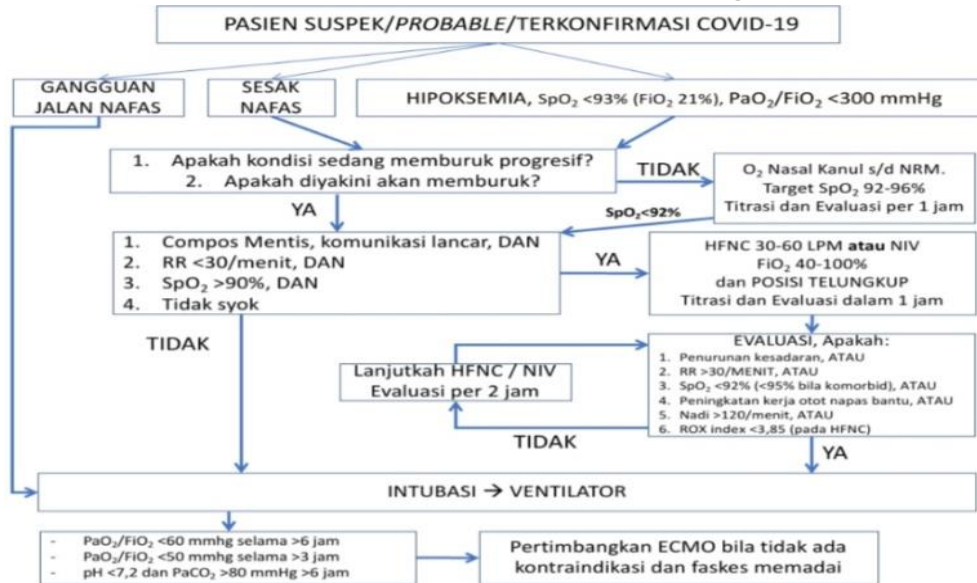 PASIEN SUSPEK/PROBABLE/TERKONFIRMASI COVID-19
GANGGUAN
JALAN NAFAS
SESAK
NAFAS
HIPOKSEMIA, SpO₂ <93% (FiO₂ 21%), PaO₂/FiO₂ <300 mmHg
1. Apakah kondisi sedang memburuk progresif?
2. Apakah diyakini akan memburuk?
TIDAK
O₂ Nasal Kanul s/d NRM.
Target SpO₂ 92-96%
Titrasi dan Evaluasi per 1 jam
YA
SpO₂<92%
1. Compos Mentis, komunikasi lancar, DAN
2. RR <30/menit, DAN
3. SpO₂ >90%, DAN
4. Tidak syok
YA
HFNC 30-60 LPM atau NIV
FiO₂ 40-100%
dan POSISI TELUNGKUP
Titrasi dan Evaluasi dalam 1 jam
TIDAK
EVALUASI, Apakah:
1. Penurunan kesadaran, ATAU
2. RR >30/MENIT, ATAU
3. SpO₂ <92% (<95% bila komorbid), ATAU
4. Peningkatan kerja otot napas bantu, ATAU
5. Nadi >120/menit, ATAU
6. ROX index <3,85 (pada HFNC)
Lanjutkah HFNC / NIV
Evaluasi per 2 jam
TIDAK
YA
INTUBASI → VENTILATOR
- PaO₂/FiO₂ <60 mmhg selama >6 jam
- PaO₂/FiO₂ <50 mmhg selama >3 jam
- pH <7,2 dan PaCO₂ >80 mmHg >6 jam
Pertimbangkan ECMO bila tidak ada
kontraindikasi dan faskes memadai